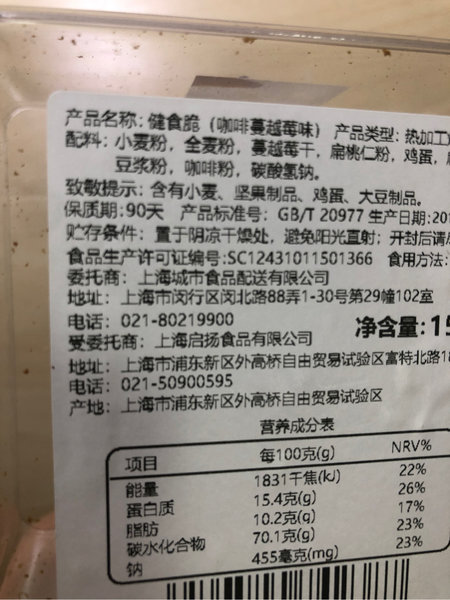 产品名称：健食脆（咖啡蔓越莓味） 产品类型：热加工
配料：小麦粉，全麦粉，蔓越莓干，扁桃仁粉，鸡蛋，
豆浆粉，咖啡粉，碳酸氢钠。
致敏提示：含有小麦、坚果制品、鸡蛋、大豆制品。
保质期：90天 产品标准号：GB/T 20977 生产日期：201
贮存条件：置于阴凉干燥处，避免阳光直射；开封后请
食品生产许可证编号：SC12431011501366 食用方法：
委托商：上海城市食品配送有限公司
地址：上海市闵行区闵北路88弄1-30号第29幢102室
电话：021-80219900
净含量：15
受委托商：上海启扬食品有限公司
地址：上海市浦东新区外高桥自由贸易试验区富特北路18
电话：021-50900595
产地：上海市浦东新区外高桥自由贸易试验区
营养成分表
项目 每100克(g) NRV%
能量 1831千焦(kJ) 22%
蛋白质 15.4克(g) 26%
脂肪 10.2克(g) 17%
碳水化合物 70.1克(g) 23%
钠 455毫克(mg) 23%